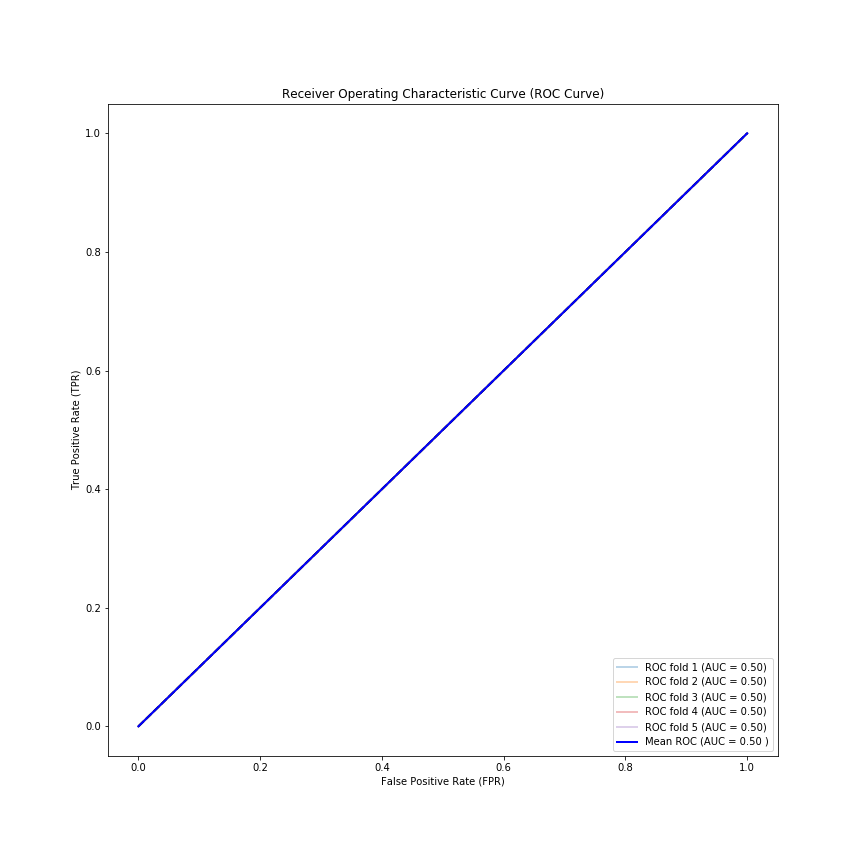 Receiver Operating Characteristic Curve (ROC Curve)
True Positive Rate (TPR)
1.0
0.8
0.6
0.4
0.2
0.0
0.0 0.2 0.4 0.6 0.8 1.0
False Positive Rate (FPR)
ROC fold 1 (AUC = 0.50)
ROC fold 2 (AUC = 0.50)
ROC fold 3 (AUC = 0.50)
ROC fold 4 (AUC = 0.50)
ROC fold 5 (AUC = 0.50)
Mean ROC (AUC = 0.50 )